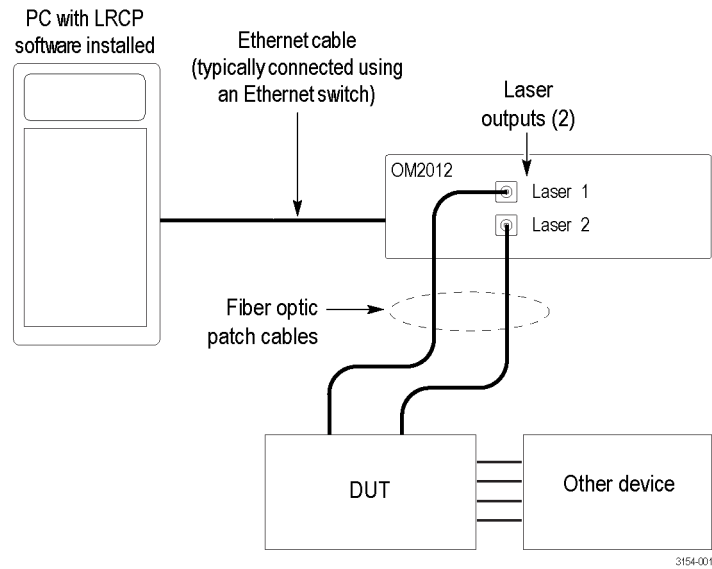 PC with LRCP
software installed
Ethernet cable
(typically connected using
an Ethernet switch)
Laser
outputs (2)
OM2012
Laser 1
Laser 2
Fiber optic
patch cables
DUT
Other device
3154-001